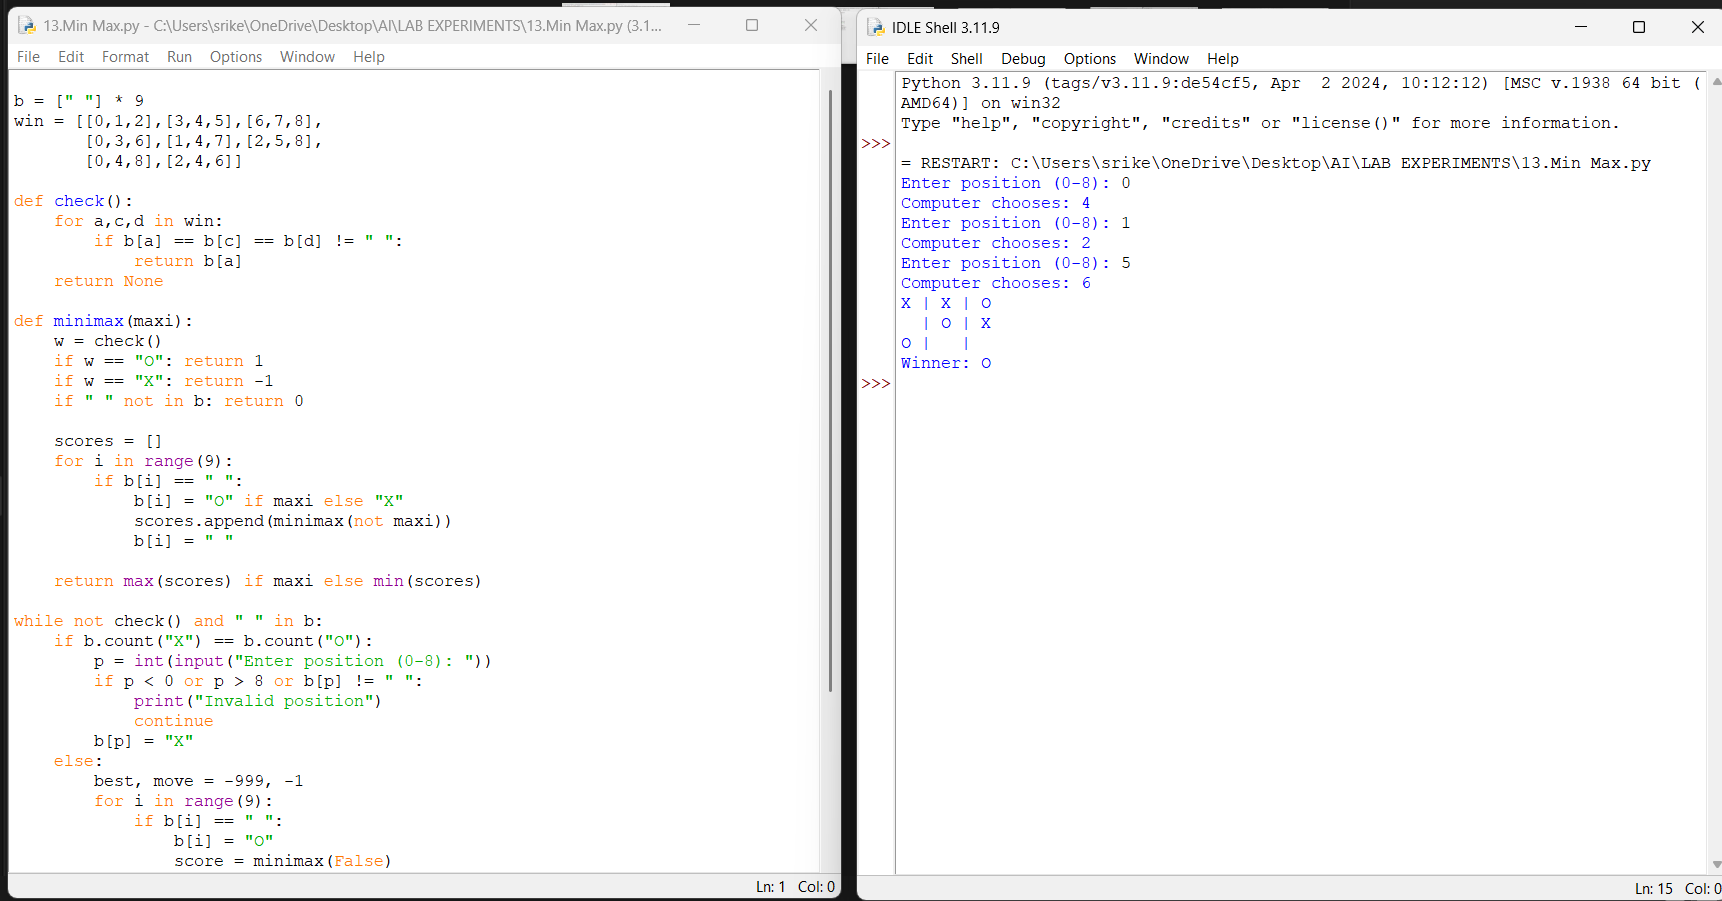 13.Min Max.py - C:\Users\srike\OneDrive\Desktop\AI\LAB EXPERIMENTS\13.Min Max.py (3.1...
File Edit Format Run Options Window Help
b = [" "] * 9
win = [[0,1,2],[3,4,5],[6,7,8],
       [0,3,6],[1,4,7],[2,5,8],
       [0,4,8],[2,4,6]]
def check():
    for a,c,d in win:
        if b[a] == b[c] == b[d] != " ":
            return b[a]
    return None
def minimax(maxi):
    w = check()
    if w == "O": return 1
    if w == "X": return -1
    if " " not in b: return 0
    scores = []
    for i in range(9):
        if b[i] == " ":
            b[i] = "O" if maxi else "X"
            scores.append(minimax(not maxi))
            b[i] = " "
    return max(scores) if maxi else min(scores)
while not check() and " " in b:
    if b.count("X") == b.count("O"):
        p = int(input("Enter position (0-8): "))
        if p < 0 or p > 8 or b[p] != " ":
            print("Invalid position")
            continue
        b[p] = "X"
    else:
        best, move = -999, -1
        for i in range(9):
            if b[i] == " ":
                b[i] = "O"
                score = minimax(False)
Ln: 1 Col: 0
IDLE Shell 3.11.9
File Edit Shell Debug Options Window Help
Python 3.11.9 (tags/v3.11.9:de54cf5, Apr  2 2024, 10:12:12) [MSC v.1938 64 bit (
AMD64)] on win32
Type "help", "copyright", "credits" or "license()" for more information.
>>>
= RESTART: C:\Users\srike\OneDrive\Desktop\AI\LAB EXPERIMENTS\13.Min Max.py
Enter position (0-8): 0
Computer chooses: 4
Enter position (0-8): 1
Computer chooses: 2
Enter position (0-8): 5
Computer chooses: 6
X | X | O
  | O | X
O |   |
Winner: O
>>>
Ln: 15 Col: 0